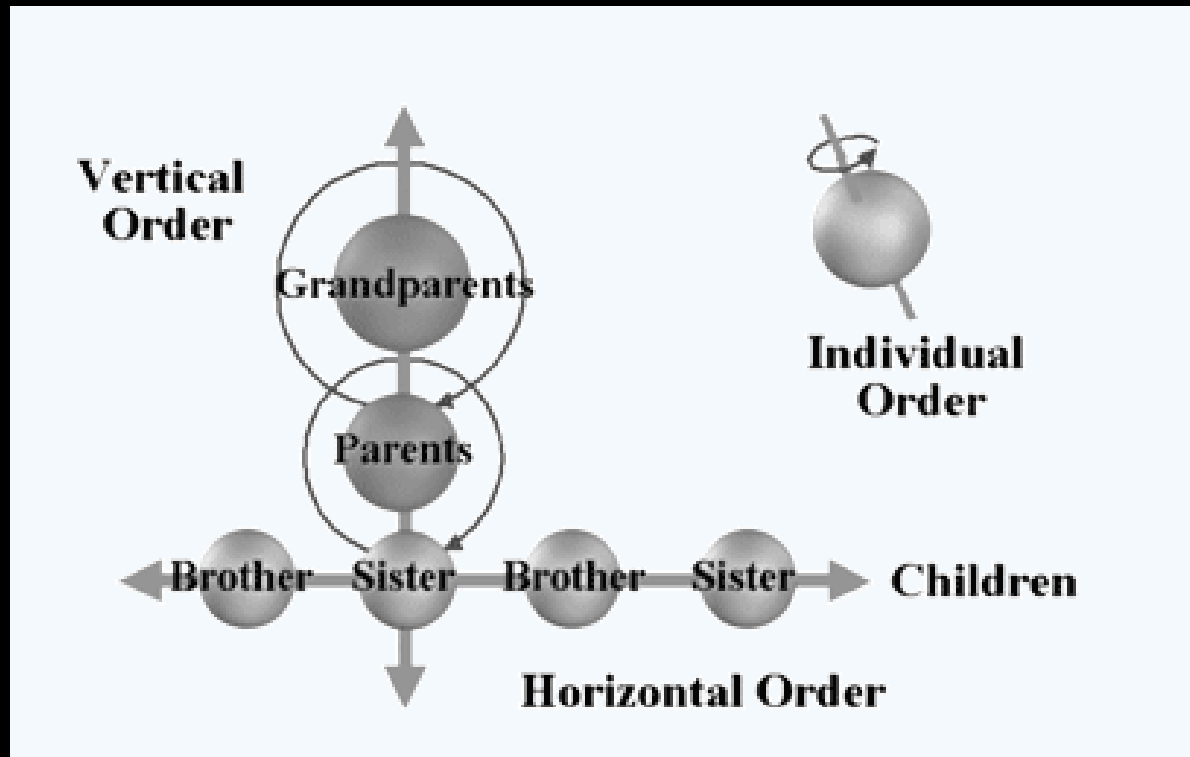 Vertical
Order
Grandparents
Individual
Order
Parents
Brother Sister Brother Sister Children
Horizontal Order